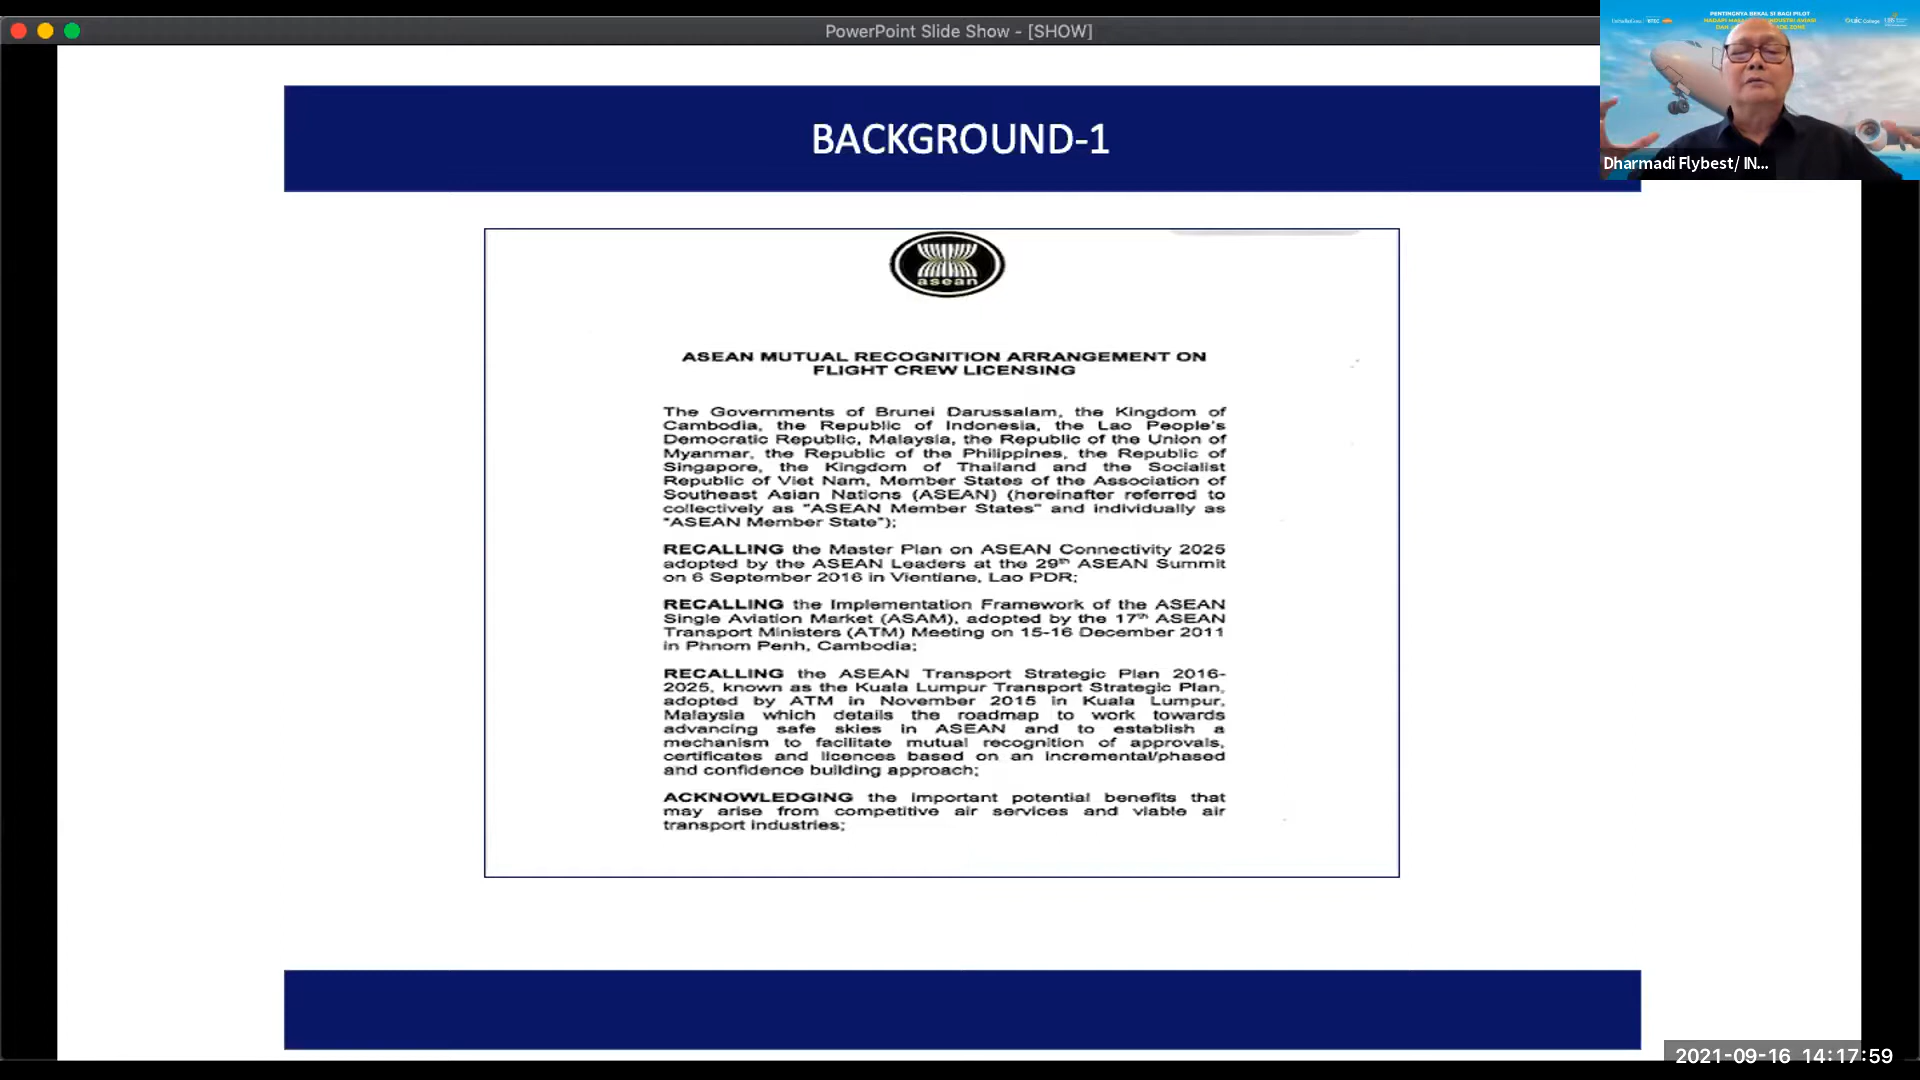 PowerPoint Slide Show - [SHOW]
PENTINGNYA BEKAL S1 BAGI PILOT
College
Dharmadi Flybest/ IN...
BACKGROUND-1
asean
ASEAN MUTUAL RECOGNITION ARRANGEMENT ON
FLIGHT CREW LICENSING
The Governments of Brunei Darussalam, the Kingdom of
Cambodia, the Republic of Indonesia, the Lao People's
Democratic Republic, Malaysia, the Republic of the Union of
Myanmar, the Republic of the Philippines, the Republic of
Singapore, the Kingdom of Thailand and the Socialist
Republic of Viet Nam, Member States of the Association of
Southeast Asian Nations (ASEAN) (hereinafter referred to
collectively as "ASEAN Member States" and individually as
"ASEAN Member State");
RECALLING the Master Plan on ASEAN Connectivity 2025
adopted by the ASEAN Leaders at the 29th ASEAN Summit
on 6 September 2016 in Vientiane, Lao PDR;
RECALLING the Implementation Framework of the ASEAN
Single Aviation Market (ASAM), adopted by the 17th ASEAN
Transport Ministers (ATM) Meeting on 15-16 December 2011
in Phnom Penh, Cambodia;
RECALLING the ASEAN Transport Strategic Plan 2016-
2025, known as the Kuala Lumpur Transport Strategic Plan,
adopted by ATM in November 2015 in Kuala Lumpur,
Malaysia which details the roadmap to work towards
advancing safe skies in ASEAN and to establish a
mechanism to facilitate mutual recognition of approvals,
certificates and licences based on an incremental/phased
and confidence building approach;
ACKNOWLEDGING the important potential benefits that
may arise from competitive air services and viable air
transport industries;
2021-09-16 14:17:59